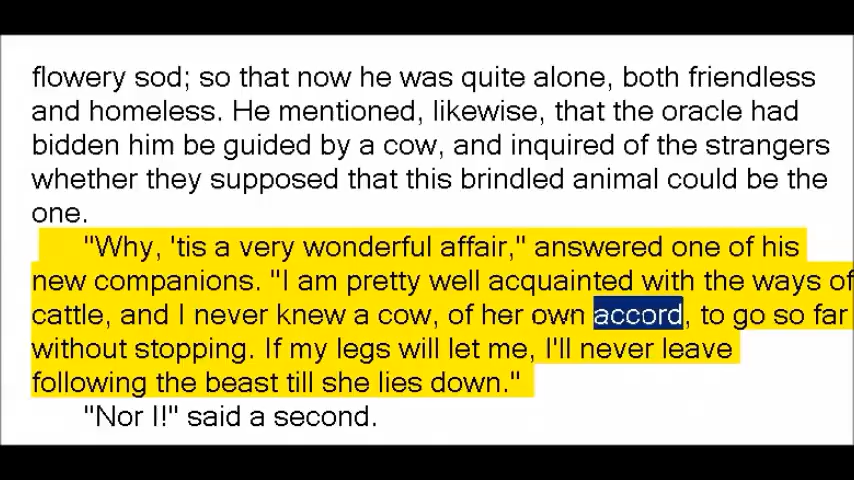 flowery sod; so that now he was quite alone, both friendless
and homeless. He mentioned, likewise, that the oracle had
bidden him be guided by a cow, and inquired of the strangers
whether they supposed that this brindled animal could be the
one.
"Why, 'tis a very wonderful affair," answered one of his
new companions. "I am pretty well acquainted with the ways of
cattle, and I never knew a cow, of her own accord, to go so far
without stopping. If my legs will let me, I'll never leave
following the beast till she lies down."
"Nor I!" said a second.